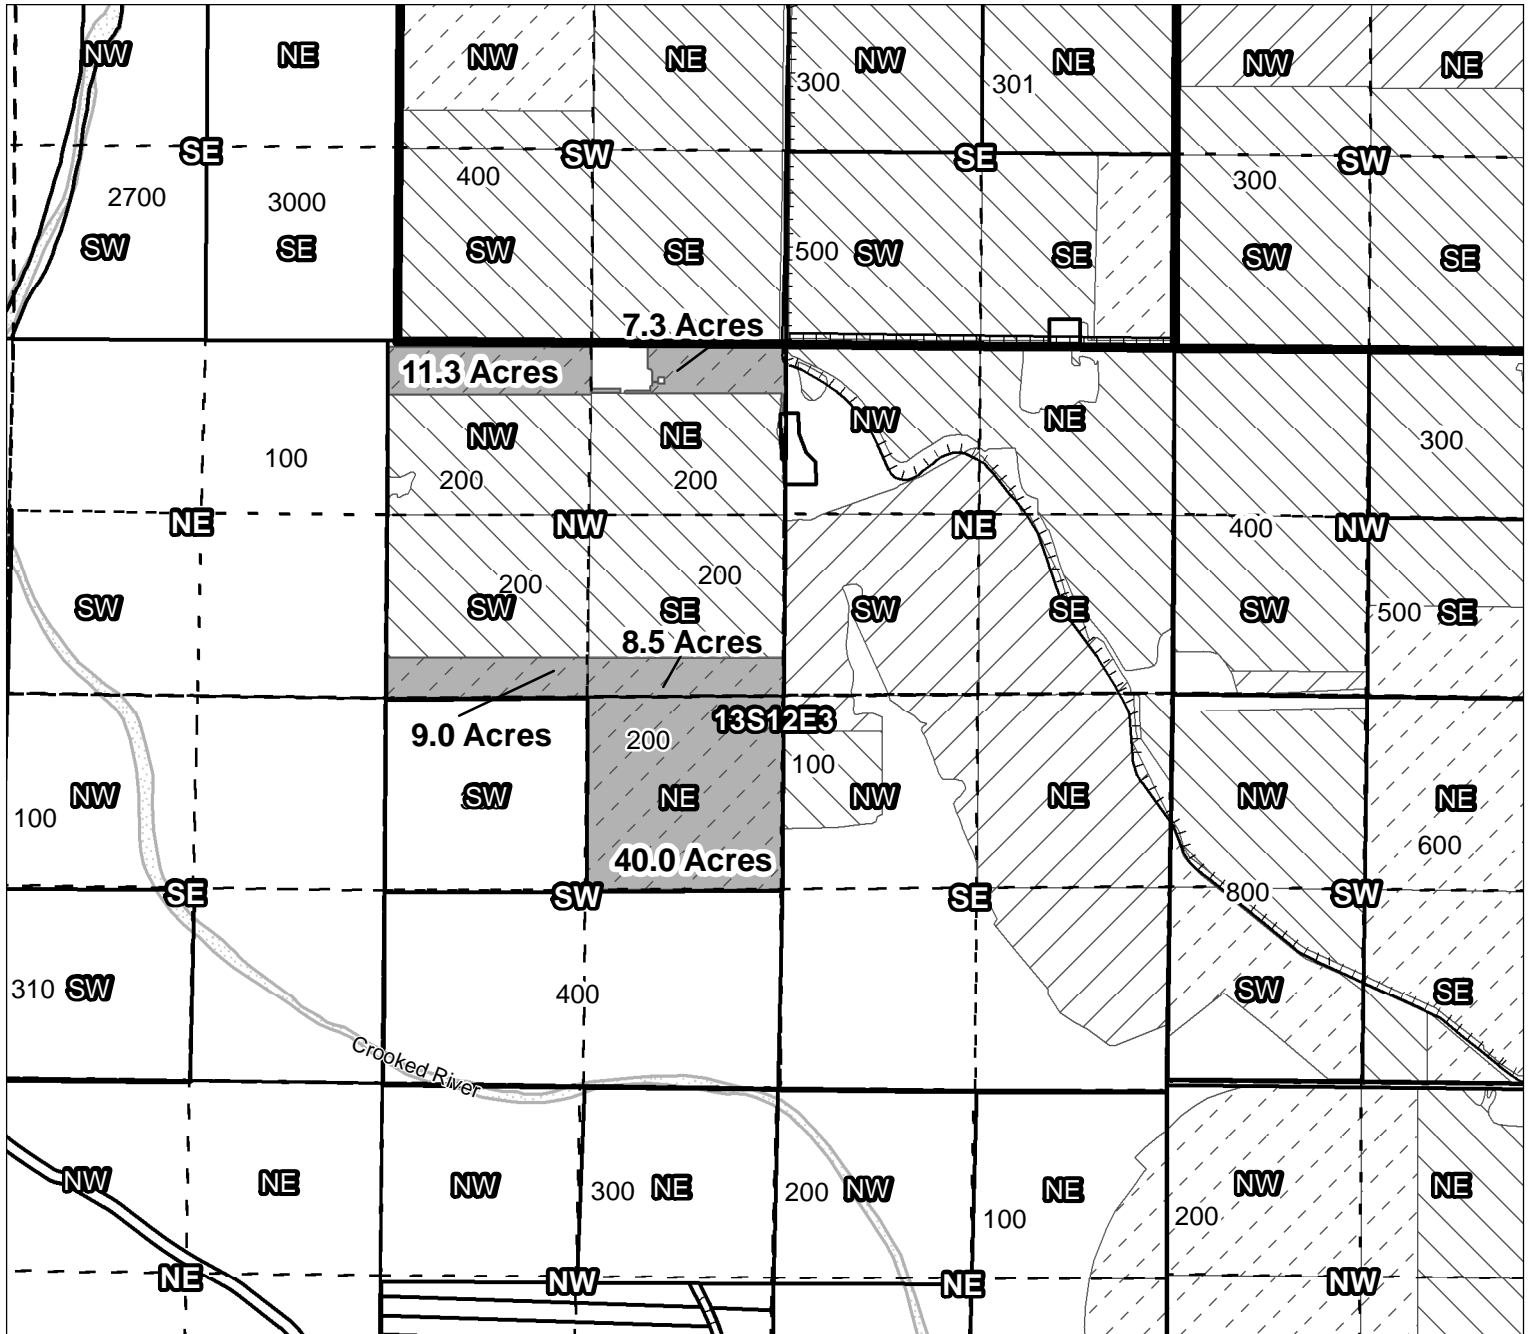 NW NE NW NE NW NE NW NE
300 301
SE SW SE SW
400 300
2700 3000
SW SE SW SE 500 SW SE SW SE
7.3 Acres
11.3 Acres
NW NE NW NE
100 200 200 300
NE NW NE 400 NW
200 200
SW SW SE SW SE SW 500 SE
8.5 Acres
13S12E3
9.0 Acres 200 100
NW SW NE NW NE NW NE
100 600
40.0 Acres
SE SW SE 800 SW
310 SW 400 SW SE
Crooked River
NW NE NW 300 NE 200 NW NE NW NE
100 200
NE NW NE NW